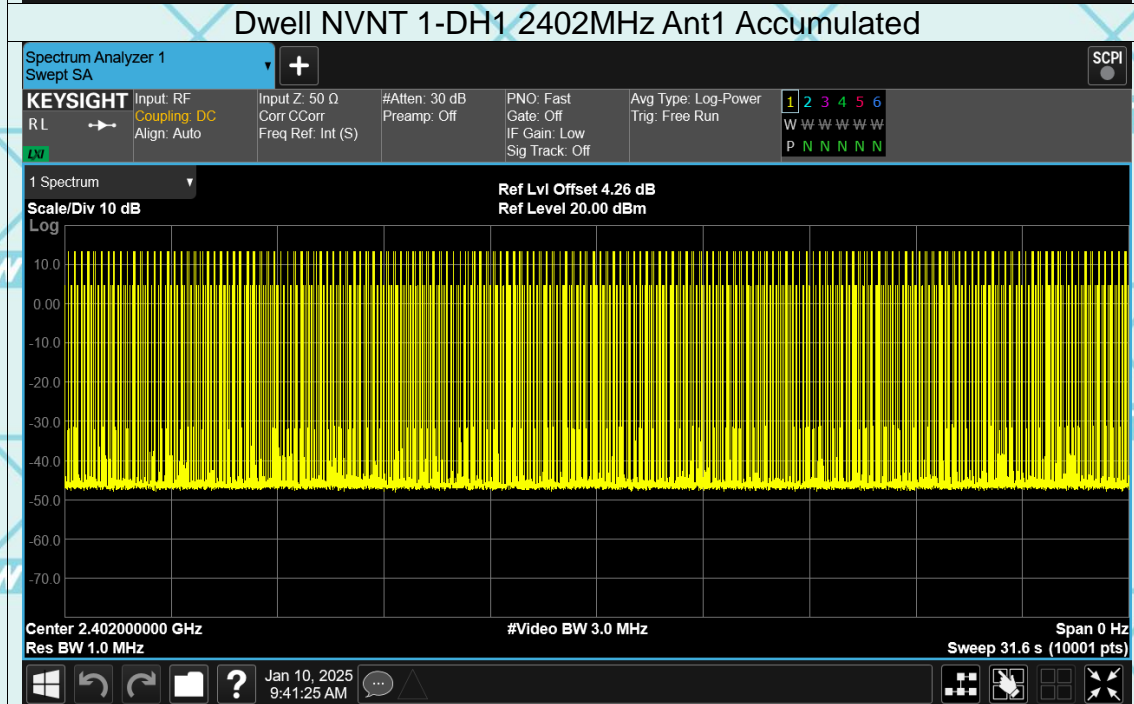 Dwell NVNT 1-DH1 2402MHz Ant1 Accumulated
Spectrum Analyzer 1
Swept SA
SCPI
KEYSIGHT
RL
LXI
Input: RF
Coupling: DC
Align: Auto
Input Z: 50 Ω
Corr CCorr
Freq Ref: Int (S)
#Atten: 30 dB
Preamp: Off
PNO: Fast
Gate: Off
IF Gain: Low
Sig Track: Off
Avg Type: Log-Power
Trig: Free Run
1 2 3 4 5 6
W W W W W W
P N N N N N
1 Spectrum
Scale/Div 10 dB
Ref Lvl Offset 4.26 dB
Ref Level 20.00 dBm
Log
10.0
0.00
-10.0
-20.0
-30.0
-40.0
-50.0
-60.0
-70.0
Center 2.402000000 GHz
#Video BW 3.0 MHz
Span 0 Hz
Res BW 1.0 MHz
Sweep 31.6 s (10001 pts)
Jan 10, 2025
9:41:25 AM